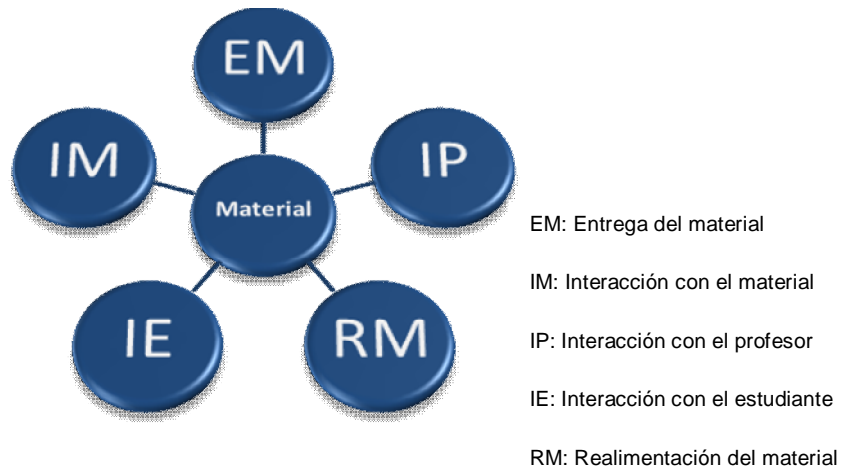 EM
IM
IP
Material
IE
RM
EM: Entrega del material
IM: Interacción con el material
IP: Interacción con el profesor
IE: Interacción con el estudiante
RM: Realimentación del material